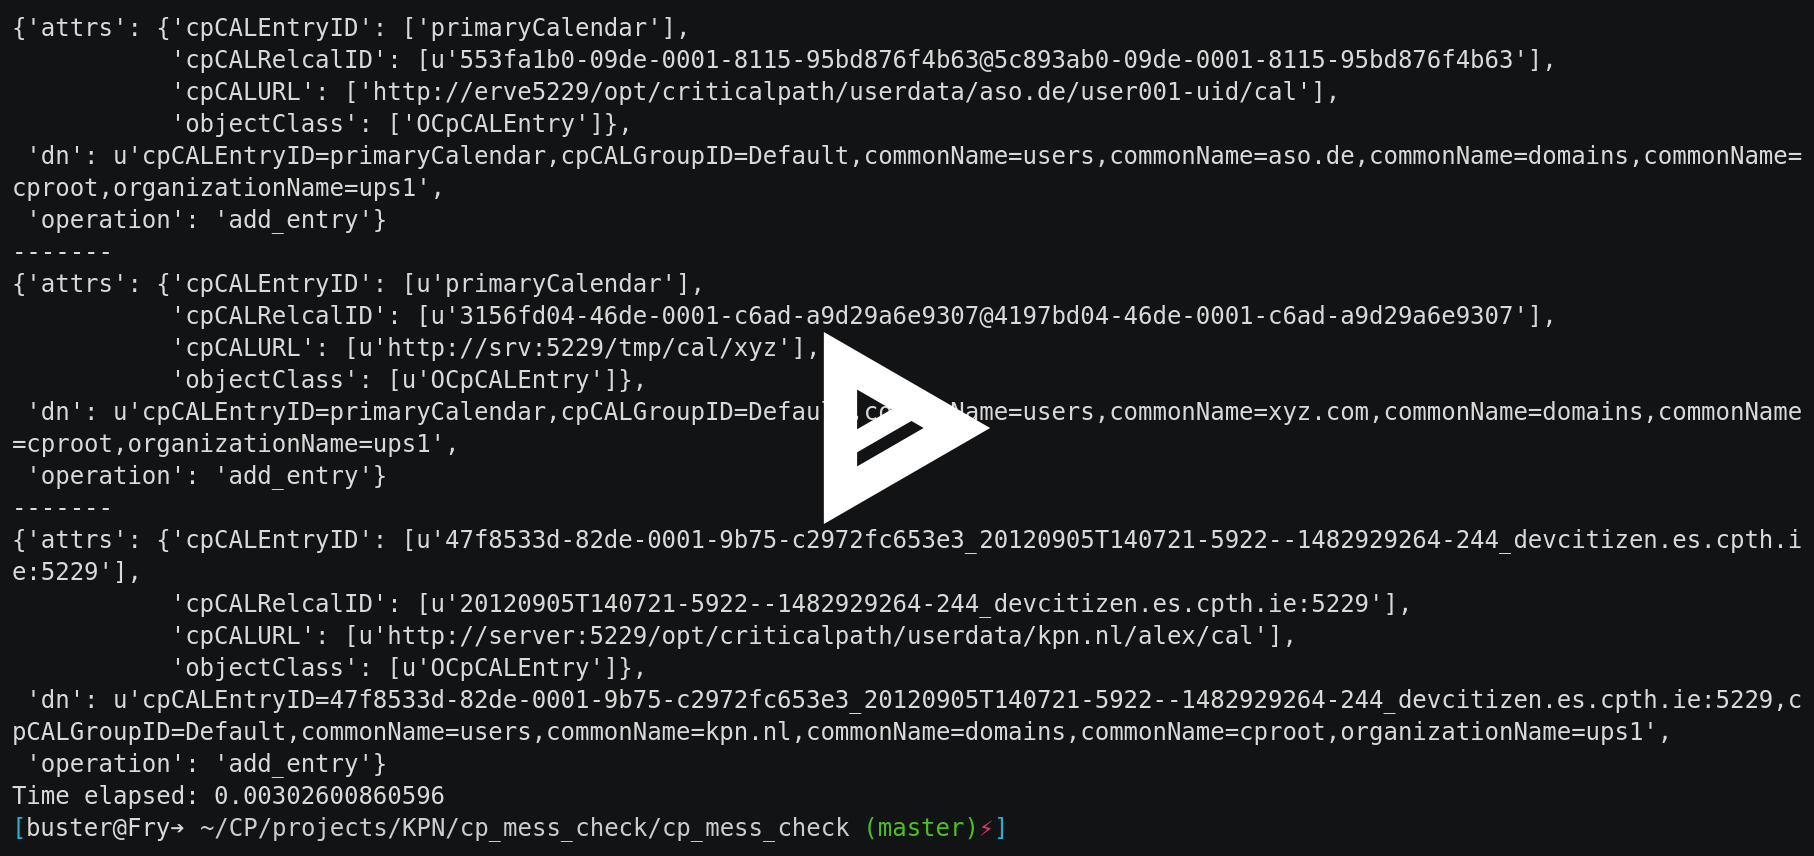 {'attrs': {'cpCALEntryID': ['primaryCalendar'],
           'cpCALRelcalID': [u'553fa1b0-09de-0001-8115-95bd876f4b63@5c893ab0-09de-0001-8115-95bd876f4b63'],
           'cpCALURL': ['http://erve5229/opt/criticalpath/userdata/aso.de/user001-uid/cal'],
           'objectClass': ['OCpCALEntry']},
 'dn': u'cpCALEntryID=primaryCalendar,cpCALGroupID=Default,commonName=users,commonName=aso.de,commonName=domains,commonName=
cproot,organizationName=ups1',
 'operation': 'add_entry'}
-------
{'attrs': {'cpCALEntryID': [u'primaryCalendar'],
           'cpCALRelcalID': [u'3156fd04-46de-0001-c6ad-a9d29a6e9307@4197bd04-46de-0001-c6ad-a9d29a6e9307'],
           'cpCALURL': [u'http://srv:5229/tmp/cal/xyz'],
           'objectClass': [u'OCpCALEntry']},
 'dn': u'cpCALEntryID=primaryCalendar,cpCALGroupID=Default,commonName=users,commonName=xyz.com,commonName=domains,commonName
=cproot,organizationName=ups1',
 'operation': 'add_entry'}
-------
{'attrs': {'cpCALEntryID': [u'47f8533d-82de-0001-9b75-c2972fc653e3_20120905T140721-5922--1482929264-244_devcitizen.es.cpth.i
e:5229'],
           'cpCALRelcalID': [u'20120905T140721-5922--1482929264-244_devcitizen.es.cpth.ie:5229'],
           'cpCALURL': [u'http://server:5229/opt/criticalpath/userdata/kpn.nl/alex/cal'],
           'objectClass': [u'OCpCALEntry']},
 'dn': u'cpCALEntryID=47f8533d-82de-0001-9b75-c2972fc653e3_20120905T140721-5922--1482929264-244_devcitizen.es.cpth.ie:5229,c
pCALGroupID=Default,commonName=users,commonName=kpn.nl,commonName=domains,commonName=cproot,organizationName=ups1',
 'operation': 'add_entry'}
Time elapsed: 0.00302600860596
[buster@Fry➔ ~/CP/projects/KPN/cp_mess_check/cp_mess_check (master)⚡]